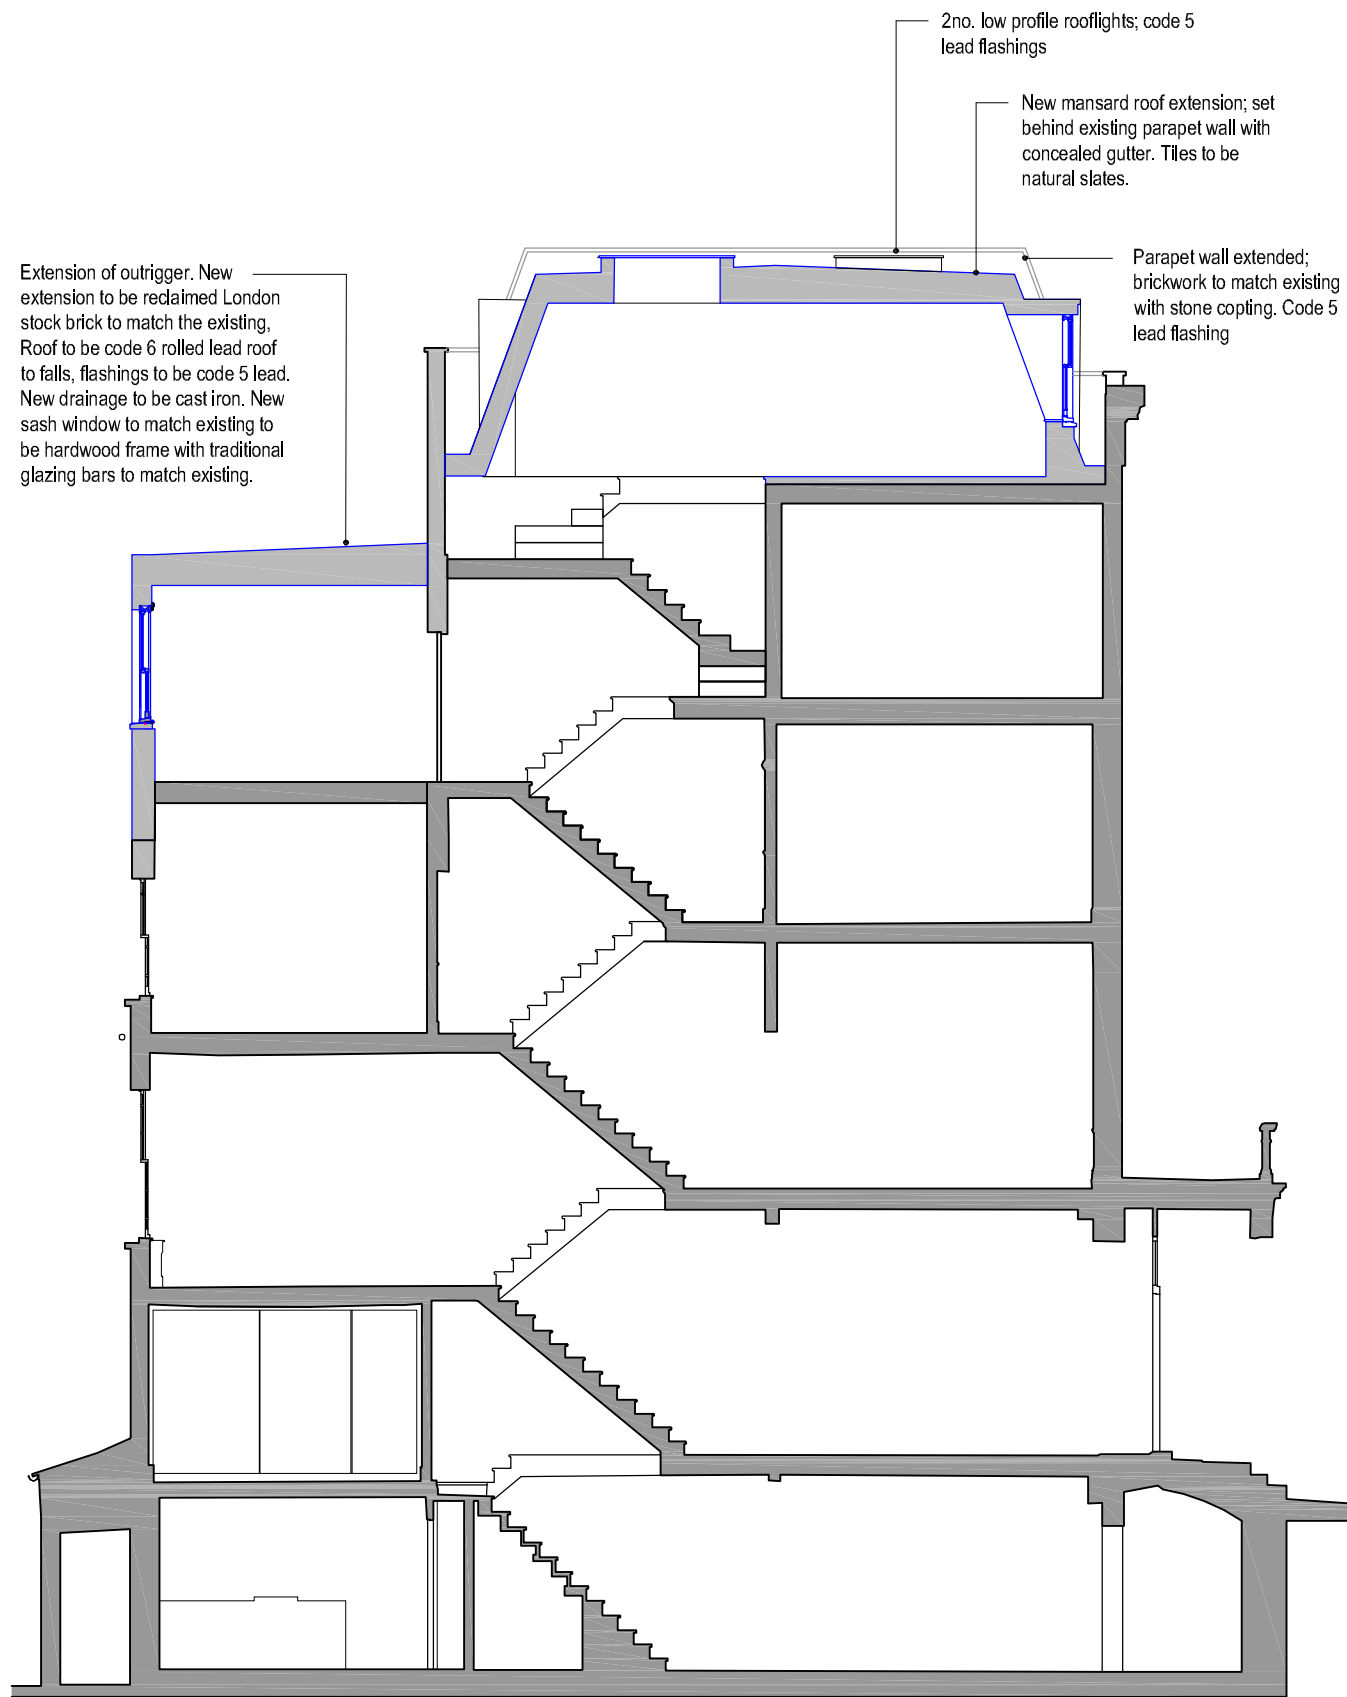 2no. low profile rooflights; code 5
lead flashings
New mansard roof extension; set
behind existing parapet wall with
concealed gutter. Tiles to be
natural slates.
Parapet wall extended;
brickwork to match existing
with stone copting. Code 5
lead flashing
Extension of outrigger. New
extension to be reclaimed London
stock brick to match the existing,
Roof to be code 6 rolled lead roof
to falls, flashings to be code 5 lead.
New drainage to be cast iron. New
sash window to match existing to
be hardwood frame with traditional
glazing bars to match existing.